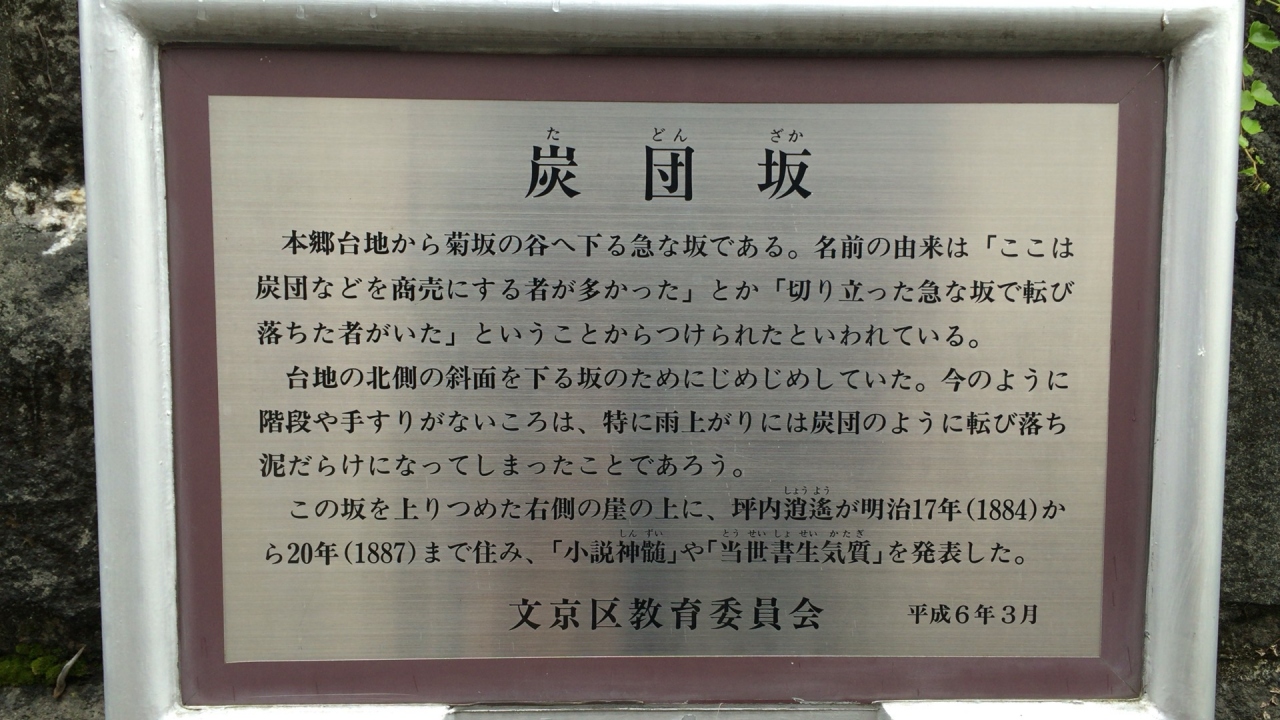 た どん ざか
炭団坂
本郷台地から菊坂の谷へ下る急な坂である。名前の由来は「ここは
炭団などを商売にする者が多かった」とか「切り立った急な坂で転び
落ちた者がいた」ということからつけられたといわれている。
台地の北側の斜面を下る坂のためにじめじめしていた。今のように
階段や手すりがないころは、特に雨上がりには炭団のように転び落ち
泥だらけになってしまったことであろう。
しょうよう
この坂を上りつめた右側の崖の上に、坪内逍遙が明治17年(1884)か
しんずい とうせいしょせいかたぎ
ら20年(1887)まで住み、「小説神髄」や「当世書生気質」を発表した。
文京区教育委員会 平成6年3月